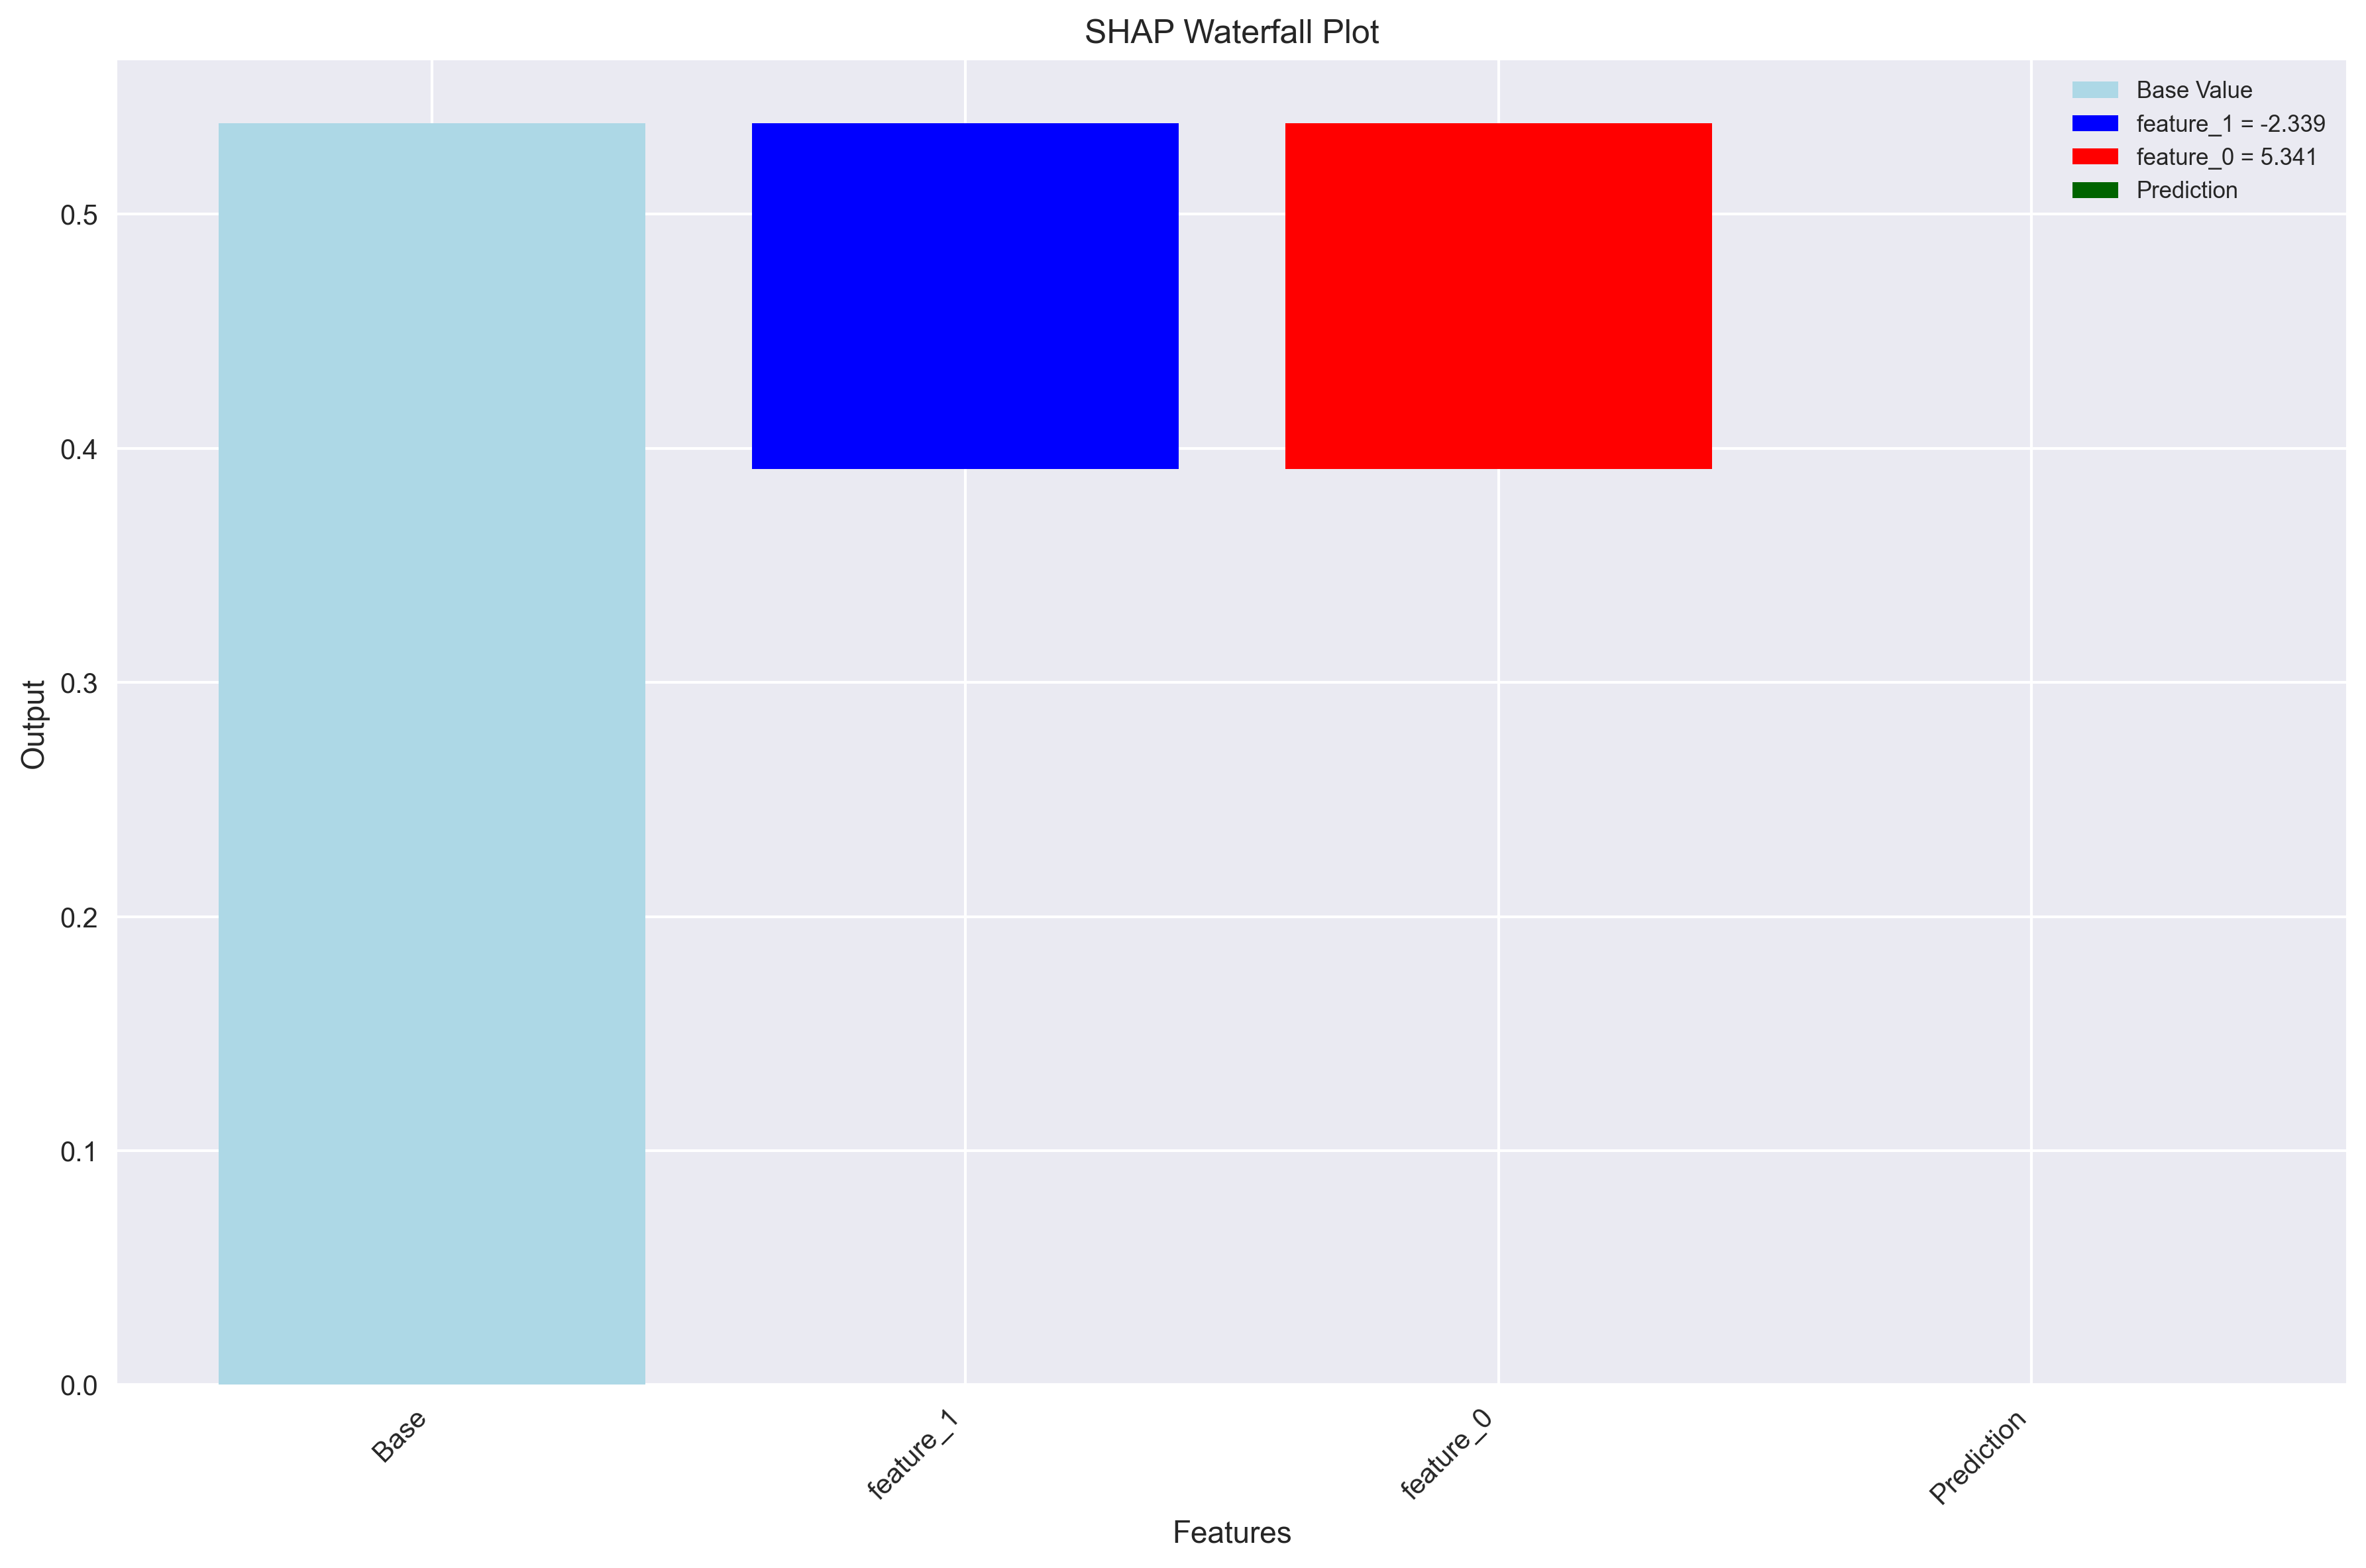 SHAP Waterfall Plot
Base Value
feature_1 = -2.339
feature_0 = 5.341
Prediction
Output
0.5
0.4
0.3
0.2
0.1
0.0
Base
feature_1
feature_0
Prediction
Features